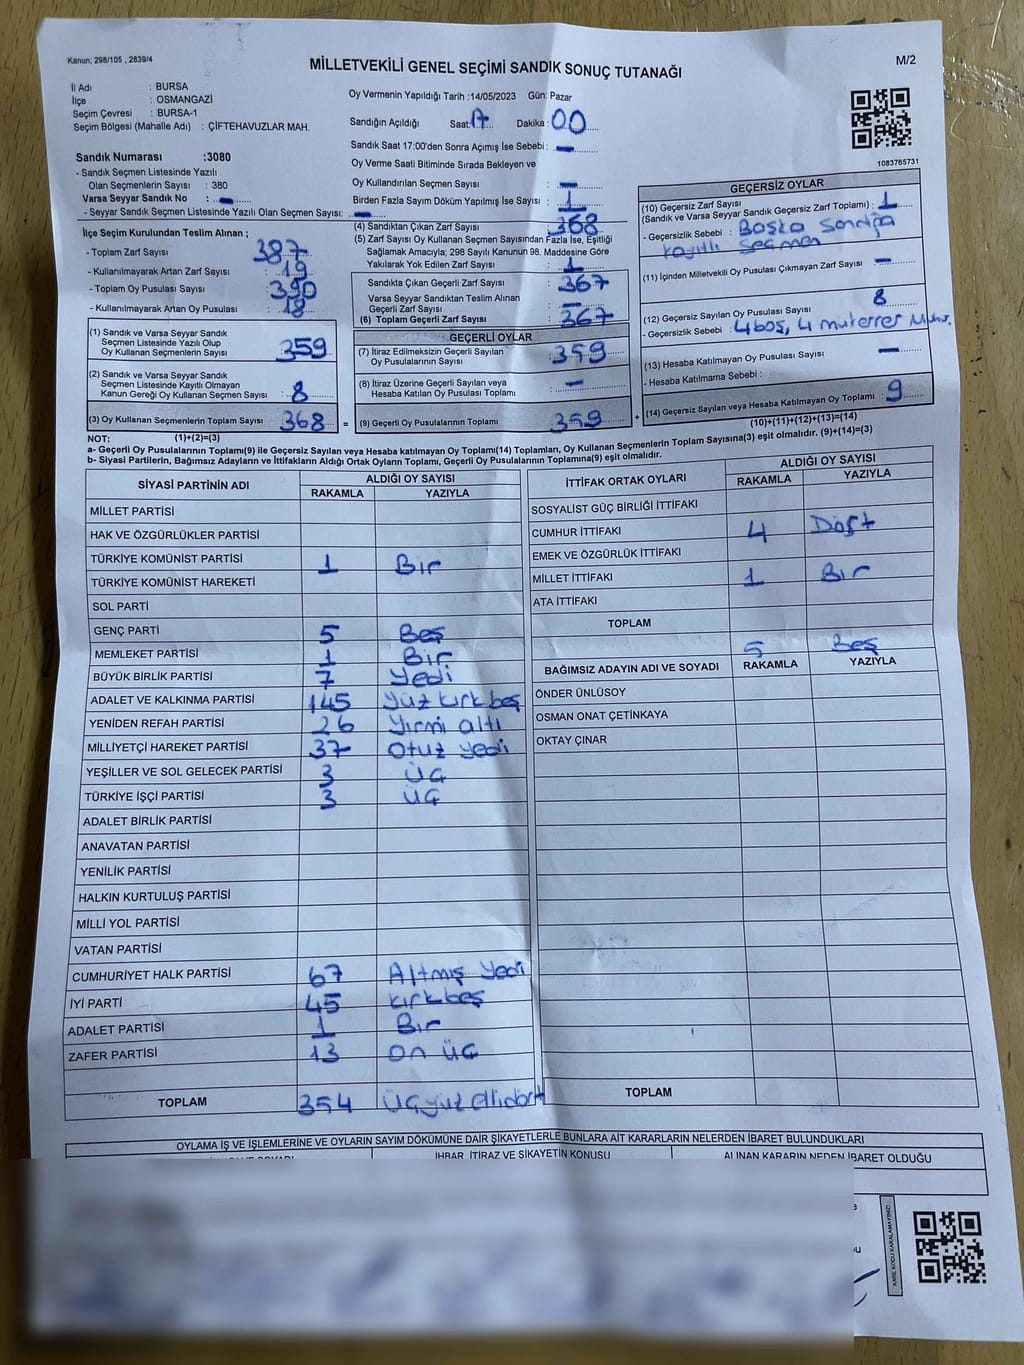 Kanun; 298/105 , 2839/4
MİLLETVEKİLİ GENEL SEÇİMİ SANDIK SONUÇ TUTANAĞI
M/2
İl Adı : BURSA
İlçe : OSMANGAZİ
Seçim Çevresi : BURSA-1
Seçim Bölgesi (Mahalle Adı) : ÇİFTEHAVUZLAR MAH.
Sandık Numarası :3080
- Sandık Seçmen Listesinde Yazılı
Olan Seçmenlerin Sayısı : 380
Varsa Seyyar Sandık No : -
- Seyyar Sandık Seçmen Listesinde Yazılı Olan Seçmen Sayısı: -
Oy Vermenin Yapıldığı Tarih :14/05/2023 Gün: Pazar
Sandığın Açıldığı Saat: 17 Dakika : 00
Sandık Saat 17:00'den Sonra Açımış İse Sebebi : -
Oy Verme Saati Bitiminde Sırada Bekleyen ve
Oy Kullandırılan Seçmen Sayısı : -
Birden Fazla Sayım Döküm Yapılmış İse Sayısı : 1
1083765731
İlçe Seçim Kurulundan Teslim Alınan ;
- Toplam Zarf Sayısı : 387
- Kullanılmayarak Artan Zarf Sayısı : 19
- Toplam Oy Pusulası Sayısı : 390
- Kullanılmayarak Artan Oy Pusulası : 18
(1) Sandık ve Varsa Seyyar Sandık
Seçmen Listesinde Yazılı Olup
Oy Kullanan Seçmenlerin Sayısı : 359
(2) Sandık ve Varsa Seyyar Sandık
Seçmen Listesinde Kayıtlı Olmayan
Kanun Gereği Oy Kullanan Seçmen Sayısı : 8
(3) Oy Kullanan Seçmenlerin Toplam Sayısı : 368
(1)+(2)=(3)
(4) Sandıktan Çıkan Zarf Sayısı : 368
(5) Zarf Sayısı Oy Kullanan Seçmen Sayısından Fazla İse, Eşitliği
Sağlamak Amacıyla; 298 Sayılı Kanunun 98. Maddesine Göre
Yakılarak Yok Edilen Zarf Sayısı : 1
Sandıkta Çıkan Geçerli Zarf Sayısı : 367
Varsa Seyyar Sandıktan Teslim Alınan
Geçerli Zarf Sayısı : -
(6) Toplam Geçerli Zarf Sayısı : 367
GEÇERLİ OYLAR
(7) İtiraz Edilmeksizin Geçerli Sayılan
Oy Pusulalarının Sayısı : 359
(8) İtiraz Üzerine Geçerli Sayılan veya
Hesaba Katılan Oy Pusulası Toplamı : -
= (9) Geçerli Oy Pusulalarının Toplamı : 359 +
GEÇERSİZ OYLAR
(10) Geçersiz Zarf Sayısı
(Sandık ve Varsa Seyyar Sandık Geçersiz Zarf Toplamı) : 1
- Geçersizlik Sebebi : Başka Sandığa
Kayıtlı Seçmen
(11) İçinden Milletvekili Oy Pusulası Çıkmayan Zarf Sayısı -
(12) Geçersiz Sayılan Oy Pusulası Sayısı 8
- Geçersizlik Sebebi : 4 boş, 4 müterrer
(13) Hesaba Katılmayan Oy Pusulası Sayısı -
- Hesaba Katılmama Sebebi :
(14) Geçersiz Sayılan veya Hesaba Katılmayan Oy Toplamı : 9
(10)+(11)+(12)+(13)=(14)
NOT:
a- Geçerli Oy Pusulalarının Toplamı(9) ile Geçersiz Sayılan veya Hesaba katılmayan Oy Toplamı(14) Toplamları, Oy Kullanan Seçmenlerin Toplam Sayısına(3) eşit olmalıdır. (9)+(14)=(3)
b- Siyasi Partilerin, Bağımsız Adayların ve İttifakların Aldığı Ortak Oyların Toplamı, Geçerli Oy Pusulalarının Toplamına(9) eşit olmalıdır.
SİYASİ PARTİNİN ADI ALDIĞI OY SAYISI
RAKAMLA YAZIYLA
MİLLET PARTİSİ
HAK VE ÖZGÜRLÜKLER PARTİSİ
TÜRKİYE KOMÜNİST PARTİSİ 1 Bir
TÜRKİYE KOMÜNİST HAREKETİ
SOL PARTİ
GENÇ PARTİ 5 Beş
MEMLEKET PARTİSİ 1 Bir
BÜYÜK BİRLİK PARTİSİ 7 Yedi
ADALET VE KALKINMA PARTİSİ 145 Yüz kırk beş
YENİDEN REFAH PARTİSİ 26 Yirmi altı
MİLLİYETÇİ HAREKET PARTİSİ 37 Otuz yedi
YEŞİLLER VE SOL GELECEK PARTİSİ 3 Üç
TÜRKİYE İŞÇİ PARTİSİ 3 Üç
ADALET BİRLİK PARTİSİ
ANAVATAN PARTİSİ
YENİLİK PARTİSİ
HALKIN KURTULUŞ PARTİSİ
MİLLİ YOL PARTİSİ
VATAN PARTİSİ
CUMHURİYET HALK PARTİSİ 67 Altmış Yedi
İYİ PARTİ 45 kırkbeş
ADALET PARTİSİ 1 Bir
ZAFER PARTİSİ 13 on üç
TOPLAM 354 üçyüz ellidört
İTTİFAK ORTAK OYLARI ALDIĞI OY SAYISI
RAKAMLA YAZIYLA
SOSYALİST GÜÇ BİRLİĞİ İTTİFAKI
CUMHUR İTTİFAKI 4 Dört
EMEK VE ÖZGÜRLÜK İTTİFAKI
MİLLET İTTİFAKI 1 Bir
ATA İTTİFAKI
TOPLAM 5 Beş
BAĞIMSIZ ADAYIN ADI VE SOYADI RAKAMLA YAZIYLA
ÖNDER ÜNLÜSOY
OSMAN ONAT ÇETİNKAYA
OKTAY ÇINAR
TOPLAM
OYLAMA İŞ VE İŞLEMLERİNE VE OYLARIN SAYIM DÖKÜMÜNE DAİR ŞİKAYETLERLE BUNLARA AİT KARARLARIN NELERDEN İBARET BULUNDUKLARI
İHBAR, İTİRAZ VE ŞİKAYETİN KONUSU ALINAN KARARIN NEDEN İBARET OLDUĞU
KARE KODU KARALAMAYINIZ!